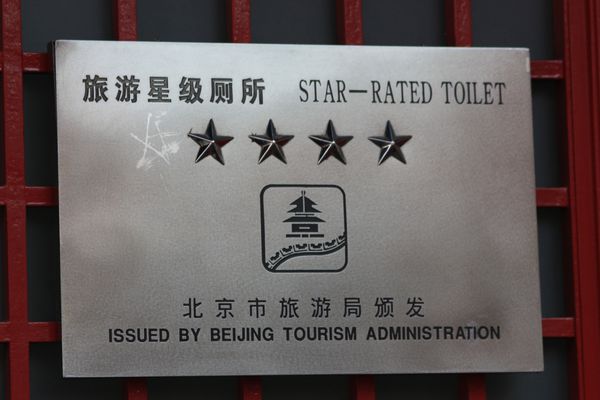 旅游星级厕所 STAR-RATED TOILET
北京市旅游局颁发
ISSUED BY BEIJING TOURISM ADMINISTRATION